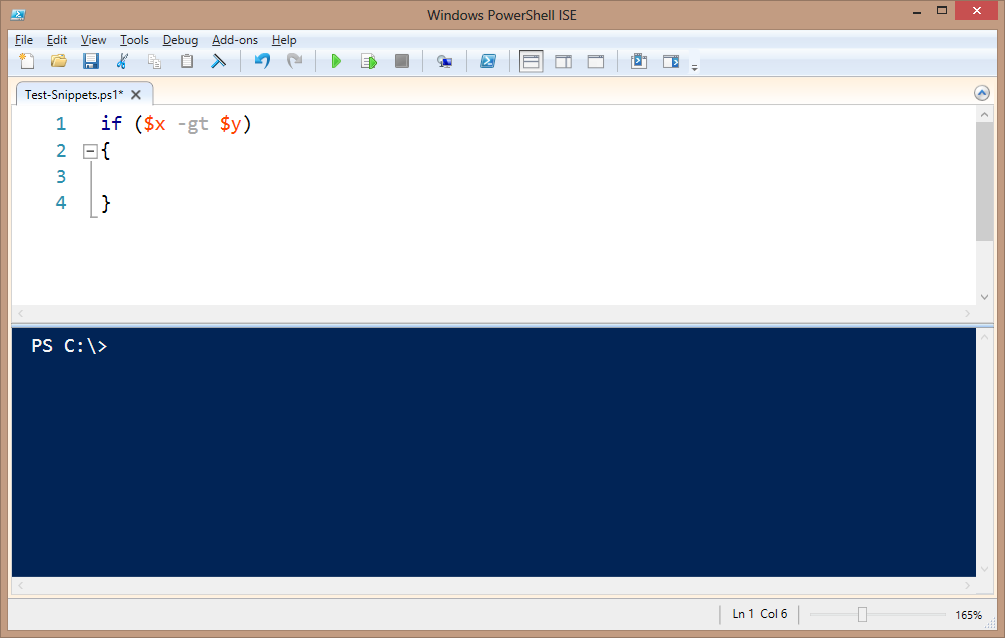 Windows PowerShell ISE
File Edit View Tools Debug Add-ons Help
Test-Snippets.ps1*
1 if ($x -gt $y)
2 {
3
4 }
PS C:\>
Ln 1 Col 6 165%